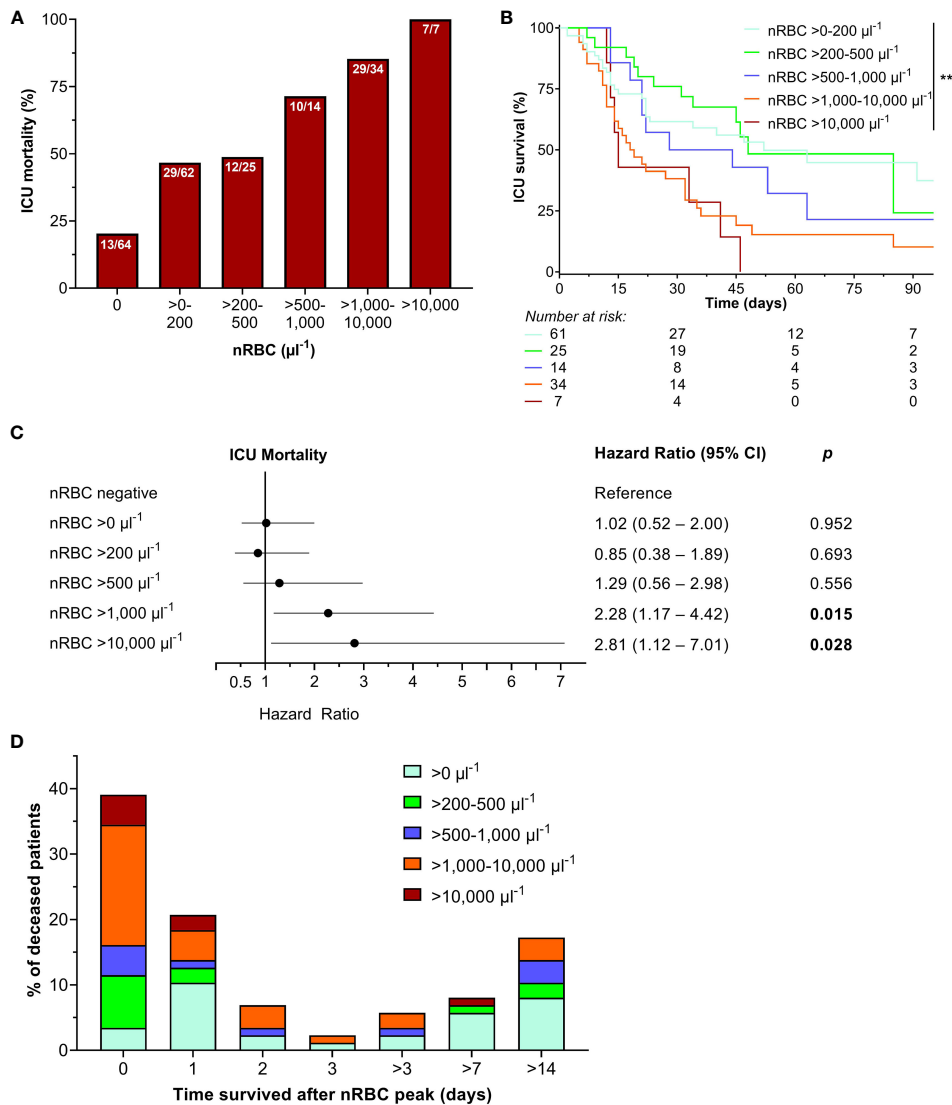 A
ICU mortality (%)
100
75
50
25
0
13/64
29/62
12/25
10/14
29/34
7/7
0
>0-
200
>200-
500
>500-
1,000
>1,000-
10,000
>10,000
nRBC (µl-1)
B
ICU survival (%)
100
75
50
25
0
nRBC >0-200 µl-1
nRBC >200-500 µl-1
nRBC >500-1,000 µl-1
nRBC >1,000-10,000 µl-1
nRBC >10,000 µl-1
**
0 15 30 45 60 75 90
Time (days)
Number at risk:
61 27 12 7
25 19 5 2
14 8 4 3
34 14 5 3
7 4 0 0
C
ICU Mortality
Hazard Ratio (95% CI) p
nRBC negative Reference
nRBC >0 µl-1 1.02 (0.52 – 2.00) 0.952
nRBC >200 µl-1 0.85 (0.38 – 1.89) 0.693
nRBC >500 µl-1 1.29 (0.56 – 2.98) 0.556
nRBC >1,000 µl-1 2.28 (1.17 – 4.42) 0.015
nRBC >10,000 µl-1 2.81 (1.12 – 7.01) 0.028
0.5 1 2 3 4 5 6 7
Hazard Ratio
D
% of deceased patients
40
30
20
10
0
>0 µl-1
>200-500 µl-1
>500-1,000 µl-1
>1,000-10,000 µl-1
>10,000 µl-1
0 1 2 3 >3 >7 >14
Time survived after nRBC peak (days)